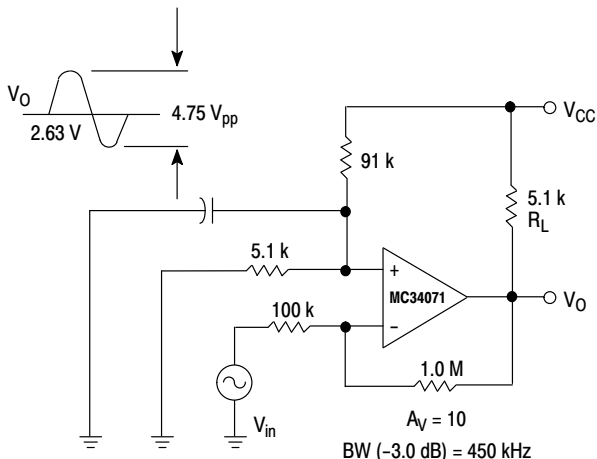 V_O
2.63 V
4.75 V_pp
V_CC
91 k
5.1 k
R_L
5.1 k
+
MC34071
−
V_O
100 k
1.0 M
V_in
A_V = 10
BW (−3.0 dB) = 450 kHz